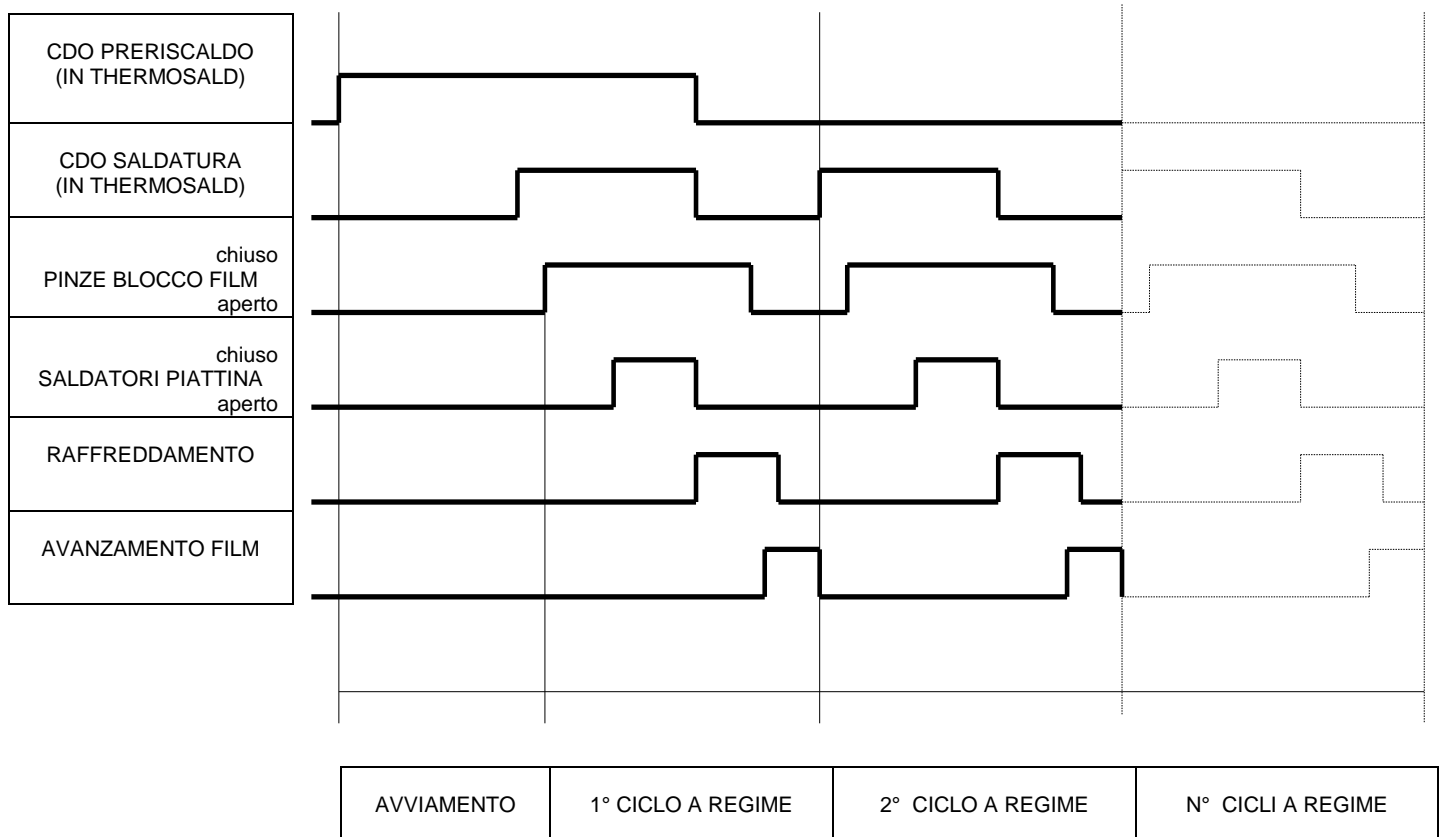 CDO PRERISCALDO
(IN THERMOSALD)
CDO SALDATURA
(IN THERMOSALD)
chiuso
PINZE BLOCCO FILM
aperto
chiuso
SALDATORI PIATTINA
aperto
RAFFREDDAMENTO
AVANZAMENTO FILM
AVVIAMENTO
1° CICLO A REGIME
2° CICLO A REGIME
N° CICLI A REGIME